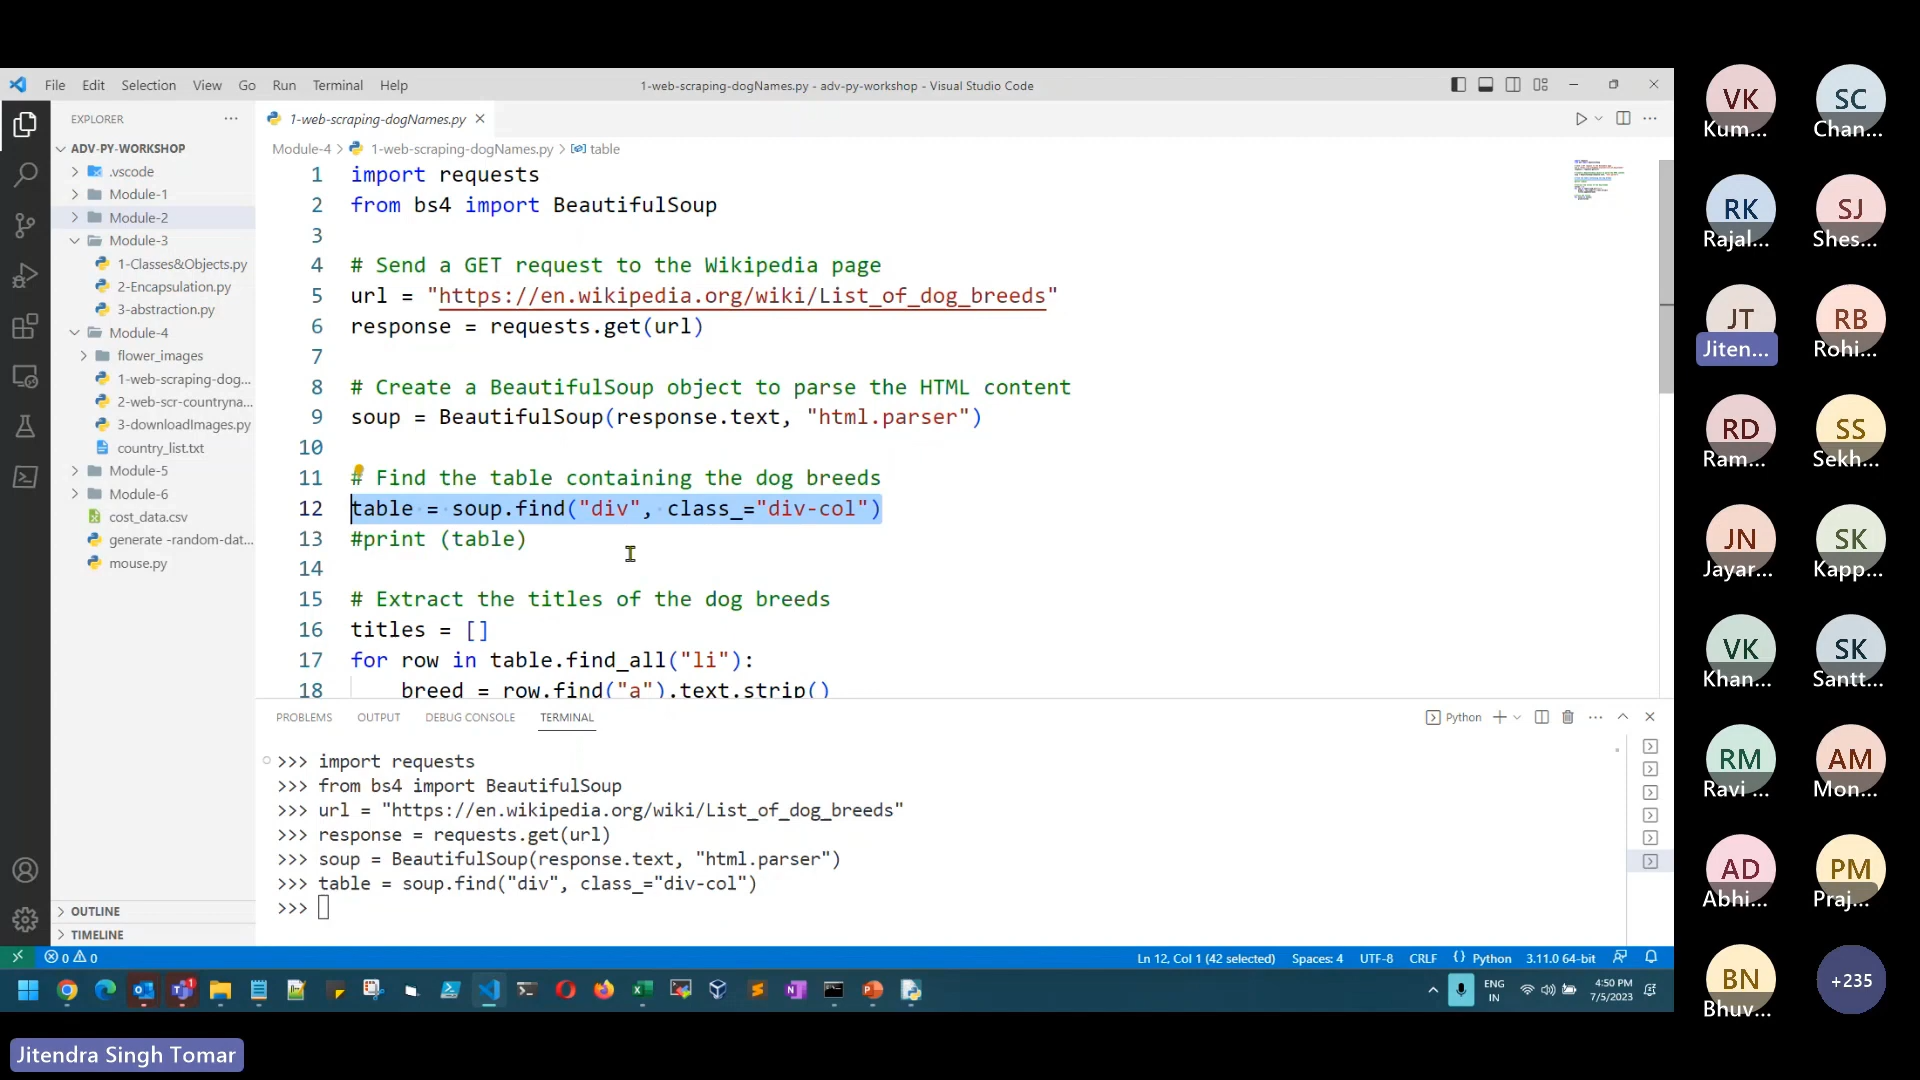 File Edit Selection View Go Run Terminal Help
1-web-scraping-dogNames.py - adv-py-workshop - Visual Studio Code
EXPLORER
ADV-PY-WORKSHOP
.vscode
Module-1
Module-2
Module-3
1-Classes&Objects.py
2-Encapsulation.py
3-abstraction.py
Module-4
flower_images
1-web-scraping-dog...
2-web-scr-countryna...
3-downloadImages.py
country_list.txt
Module-5
Module-6
cost_data.csv
generate -random-dat...
mouse.py
OUTLINE
TIMELINE
1-web-scraping-dogNames.py
Module-4 > 1-web-scraping-dogNames.py > table
1 import requests
2 from bs4 import BeautifulSoup
3
4 # Send a GET request to the Wikipedia page
5 url = "https://en.wikipedia.org/wiki/List_of_dog_breeds"
6 response = requests.get(url)
7
8 # Create a BeautifulSoup object to parse the HTML content
9 soup = BeautifulSoup(response.text, "html.parser")
10
11 # Find the table containing the dog breeds
12 table = soup.find("div", class_="div-col")
13 #print (table)
14
15 # Extract the titles of the dog breeds
16 titles = []
17 for row in table.find_all("li"):
18 breed = row.find("a").text.strip()
PROBLEMS OUTPUT DEBUG CONSOLE TERMINAL
Python
>>> import requests
>>> from bs4 import BeautifulSoup
>>> url = "https://en.wikipedia.org/wiki/List_of_dog_breeds"
>>> response = requests.get(url)
>>> soup = BeautifulSoup(response.text, "html.parser")
>>> table = soup.find("div", class_="div-col")
>>>
0 0
Ln 12, Col 1 (42 selected) Spaces: 4 UTF-8 CRLF {} Python 3.11.0 64-bit
ENG
IN
4:50 PM
7/5/2023
Jitendra Singh Tomar
VK SC
Kum... Chan...
RK SJ
Rajal... Shes...
JT RB
Jiten... Rohi...
RD SS
Ram... Sekh...
JN SK
Jayar... Kapp...
VK SK
Khan... Santt...
RM AM
Ravi ... Mon...
AD PM
Abhi... Praj...
BN +235
Bhuv...